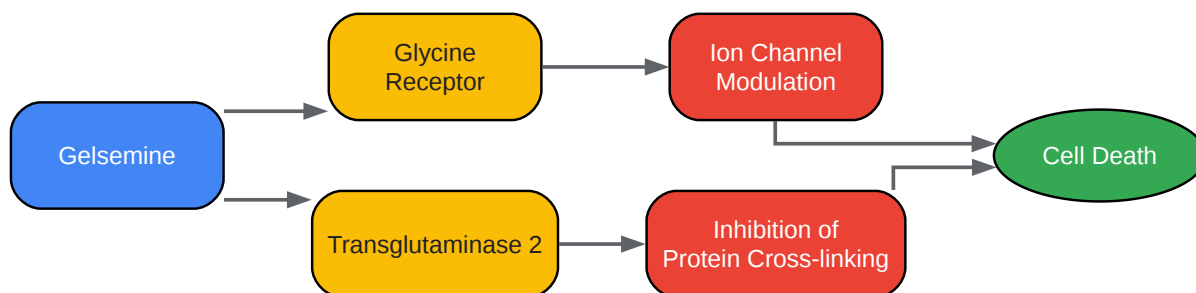 Glycine
Receptor
Ion Channel
Modulation
Gelsemine
Cell Death
Transglutaminase 2
Inhibition of
Protein Cross-linking